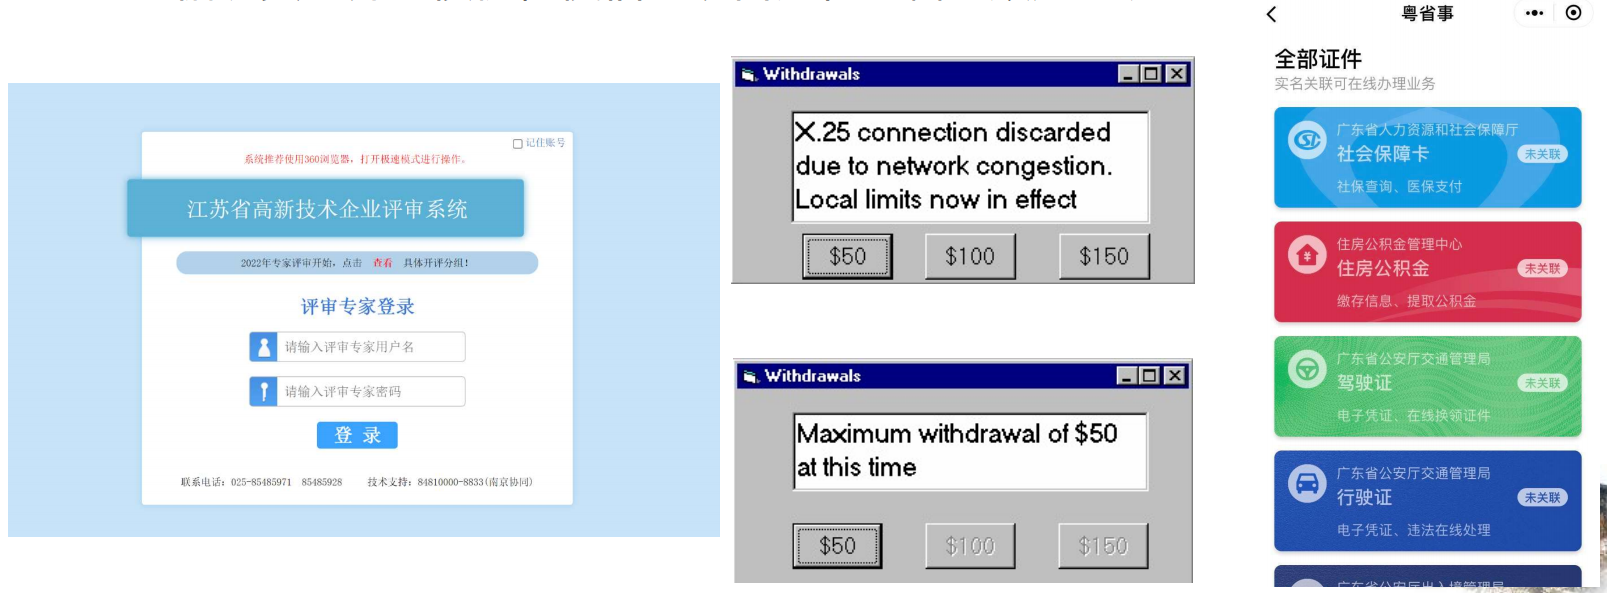 记住账号
系统推荐使用360浏览器，打开极速模式进行操作。
江苏省高新技术企业评审系统
2022年专家评审开始，点击 查看 具体开评分组！
评审专家登录
请输入评审专家用户名
请输入评审专家密码
登 录
联系电话：025-85485971 85485928 技术支持：84810000-8833(南京协同)
Withdrawals
X.25 connection discarded
due to network congestion.
Local limits now in effect
$50 $100 $150
Withdrawals
Maximum withdrawal of $50
at this time
$50 $100 $150
粤省事
全部证件
实名关联可在线办理业务
广东省人力资源和社会保障厅
社会保障卡
未关联
社保查询、医保支付
住房公积金管理中心
住房公积金
未关联
缴存信息、提取公积金
广东省公安厅交通管理局
驾驶证
未关联
电子凭证、在线换领证件
广东省公安厅交通管理局
行驶证
未关联
电子凭证、违法在线处理
广东省公安厅出入境管理局